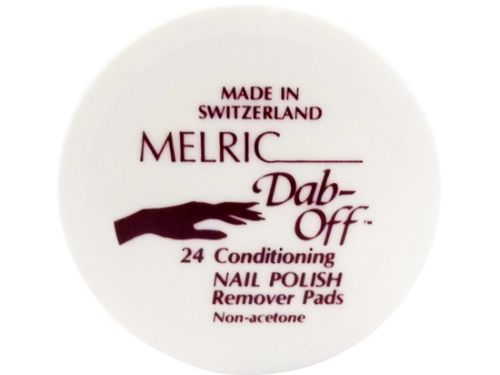 MADE IN
SWITZERLAND
MELRIC
Dab-
Off™
24 Conditioning
NAIL POLISH
Remover Pads
Non-acetone